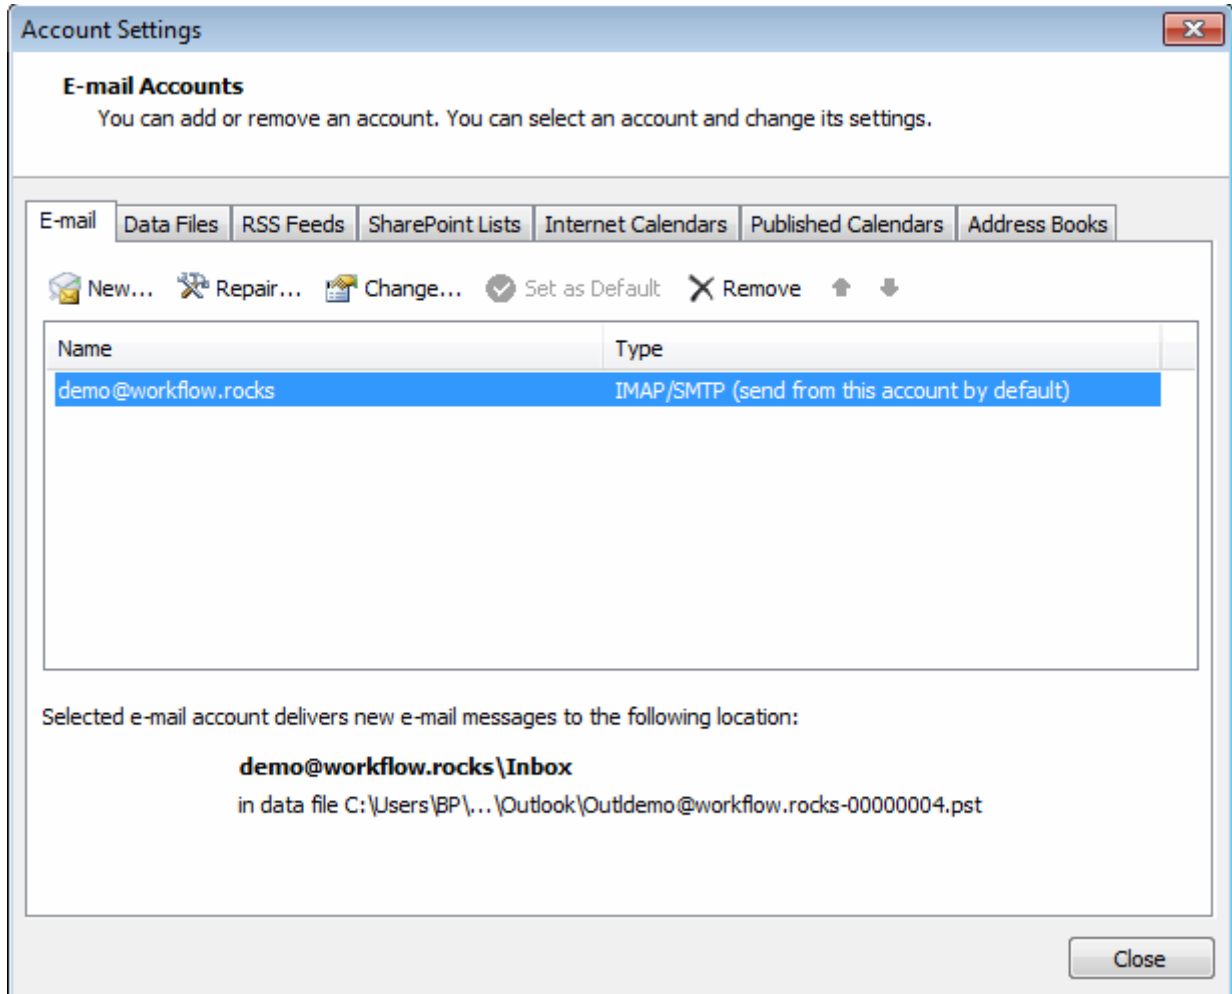 Account Settings
E-mail Accounts
You can add or remove an account. You can select an account and change its settings.
E-mail Data Files RSS Feeds SharePoint Lists Internet Calendars Published Calendars Address Books
New... Repair... Change... Set as Default Remove
Name Type
demo@workflow.rocks IMAP/SMTP (send from this account by default)
Selected e-mail account delivers new e-mail messages to the following location:
demo@workflow.rocks\Inbox
in data file C:\Users\BP\...\Outlook\Outldemo@workflow.rocks-00000004.pst
Close